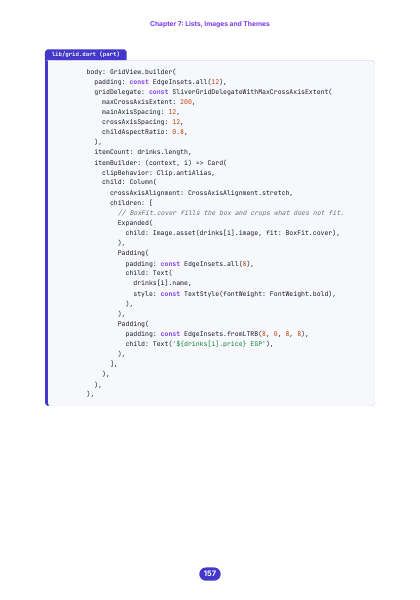 Chapter 7: Lists, Images and Themes
lib/grid.dart (part)
body: GridView.builder(
padding: const EdgeInsets.all(12),
gridDelegate: const SliverGridDelegateWithMaxCrossAxisExtent(
maxCrossAxisExtent: 200,
mainAxisSpacing: 12,
crossAxisSpacing: 12,
childAspectRatio: 0.8,
),
itemCount: drinks.length,
itemBuilder: (context, i) => Card(
clipBehavior: Clip.antiAlias,
child: Column(
crossAxisAlignment: CrossAxisAlignment.stretch,
children: [
// BoxFit.cover fills the box and crops what does not fit.
Expanded(
child: Image.asset(drinks[i].image, fit: BoxFit.cover),
),
Padding(
padding: const EdgeInsets.all(8),
child: Text(
drinks[i].name,
style: const TextStyle(fontWeight: FontWeight.bold),
),
),
Padding(
padding: const EdgeInsets.fromLTRB(8, 0, 8, 8),
child: Text('${drinks[i].price} EGP'),
),
],
),
),
),
157